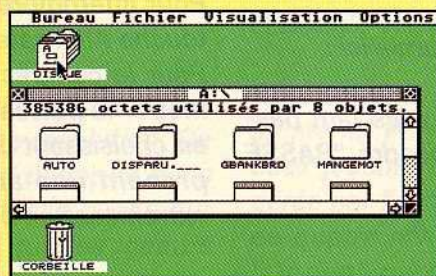 Bureau Fichier Visualisation Options
A
DISQUE
A:\
385386 octets utilisés par 8 objets.
AUTO DISPARU.___ GBANKBRD MANGEMOT
CORBEILLE